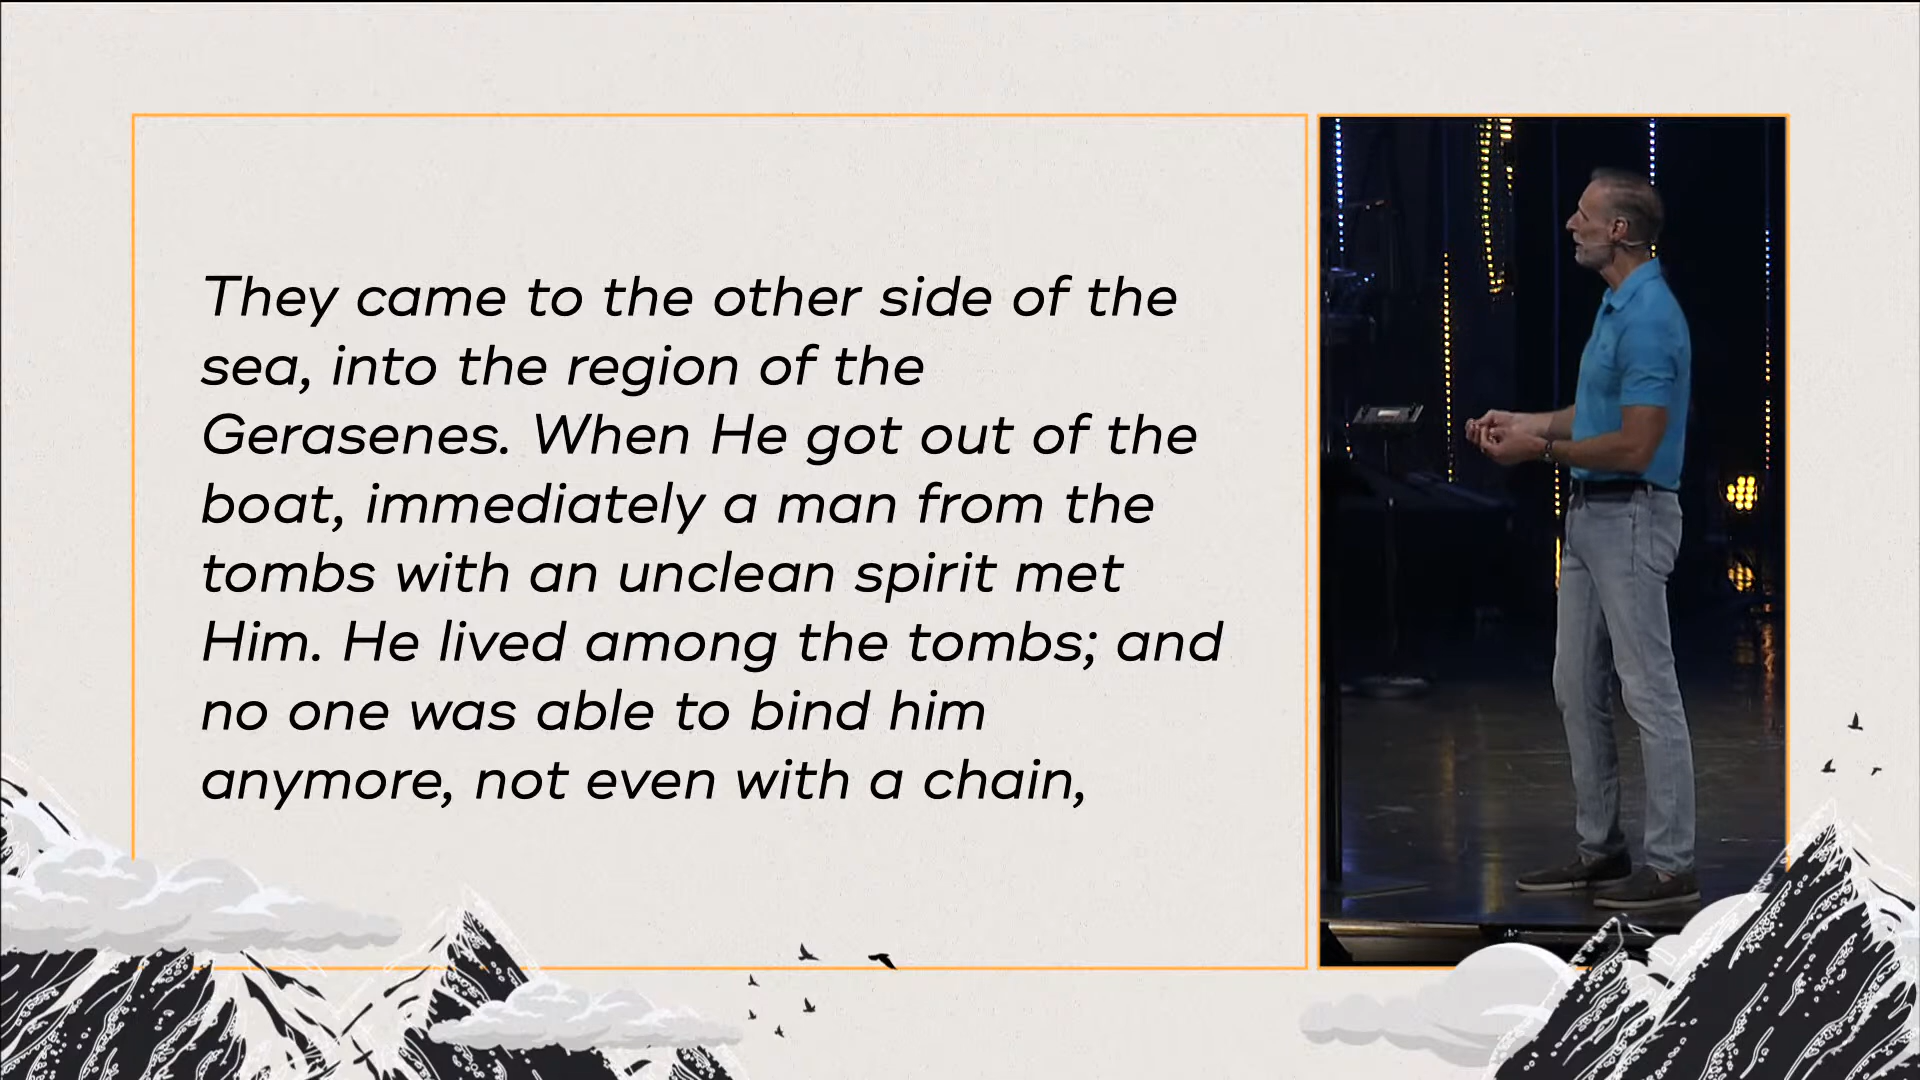 They came to the other side of the
sea, into the region of the
Gerasenes. When He got out of the
boat, immediately a man from the
tombs with an unclean spirit met
Him. He lived among the tombs; and
no one was able to bind him
anymore, not even with a chain,